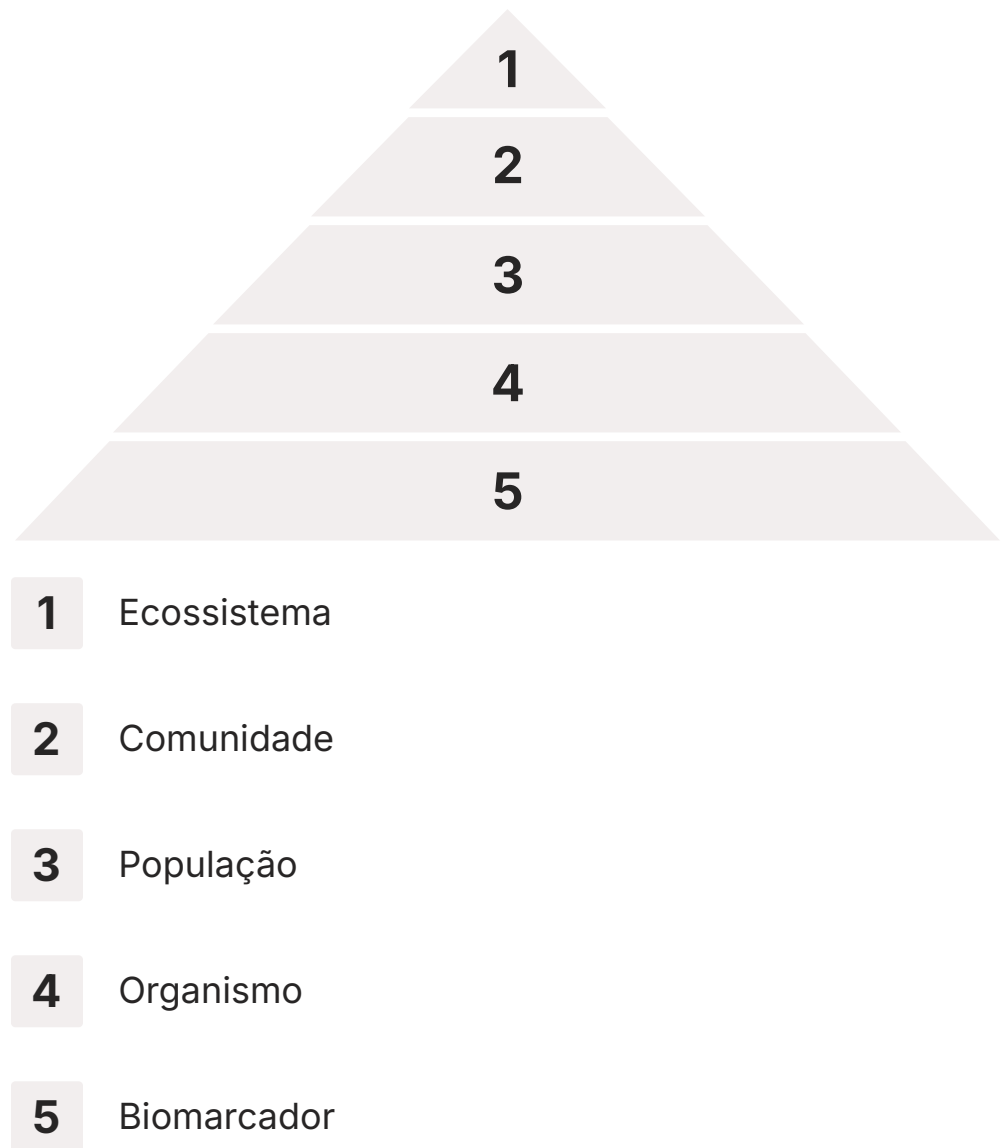 1
2
3
4
5
1 Ecossistema
2 Comunidade
3 População
4 Organismo
5 Biomarcador